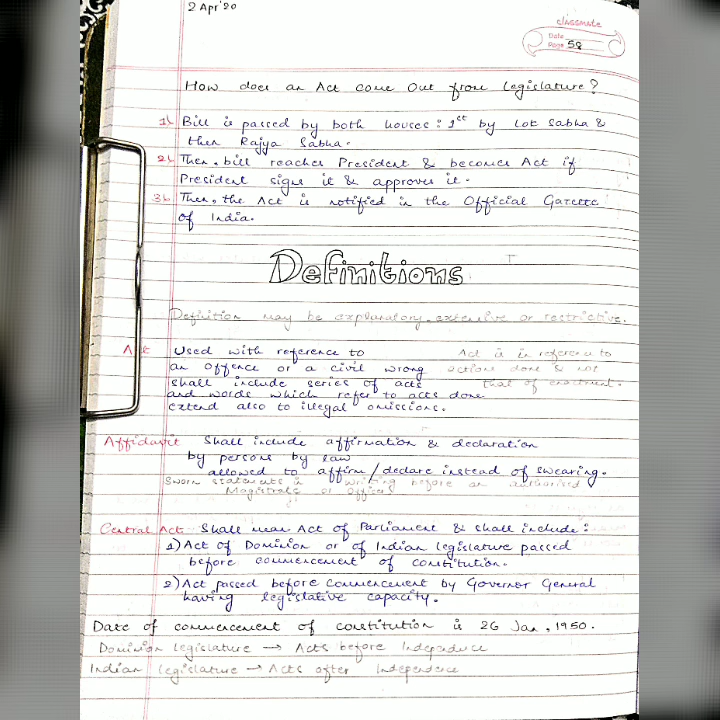 2 Apr'20
classmate
Date
Page 58
How does an Act come Out from Legislature?
1) Bill is passed by both houses: 1st by Lok Sabha &
then Rajya Sabha.
2) Then, bill reaches President & becomes Act if
President signs it & approves it.
3) Then, the Act is notified in the Official Gazette
of India.
Definitions
Definition may be explanatory, extensive or restrictive.
Act Used with reference to
an offence or a civil wrong
shall include series of acts
and words which refer to acts done
extend also to illegal omissions.
Act is in reference to
actions done & not
that of enactment.
Affidavit Shall include affirmation & declaration
by persons by law
allowed to affirm/declare instead of swearing.
Sworn statements in writing before an authorised
Magistrate or officer
Central Act Shall mean Act of Parliament & shall include:
1) Act of Dominion or of Indian legislature passed
before commencement of constitution.
2) Act passed before commencement by Governor General
having legislative capacity.
Date of commencement of constitution is 26 Jan, 1950.
Dominion legislature → Acts before Independence
Indian legislature → Acts after Independence